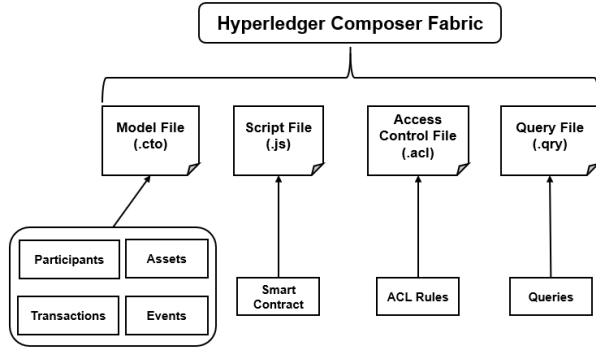 Hyperledger Composer Fabric
Model File
(.cto)
Script File
(.js)
Access
Control File
(.acl)
Query File
(.qry)
Participants
Assets
Transactions
Events
Smart
Contract
ACL Rules
Queries